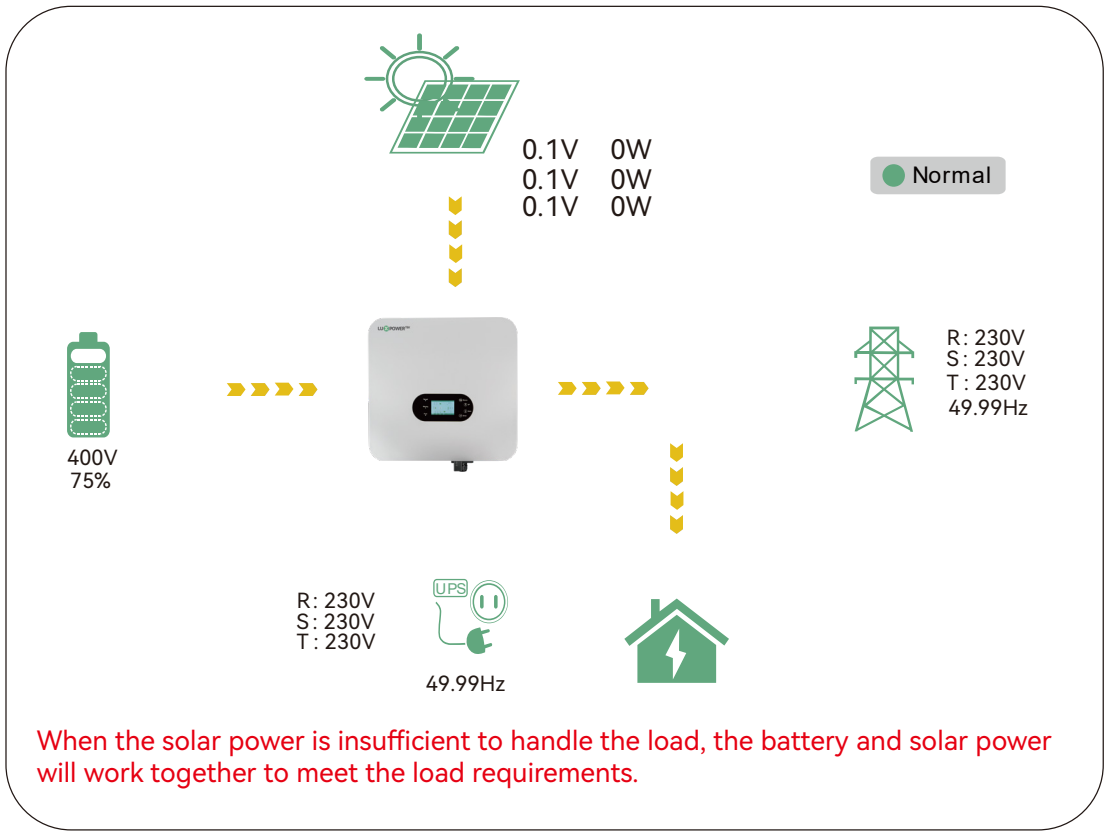 0.1V 0W
0.1V 0W
0.1V 0W
Normal
LUXPOWER™
R: 230V
S: 230V
T: 230V
49.99Hz
400V
75%
UPS
R: 230V
S: 230V
T: 230V
49.99Hz
When the solar power is insufficient to handle the load, the battery and solar power
will work together to meet the load requirements.